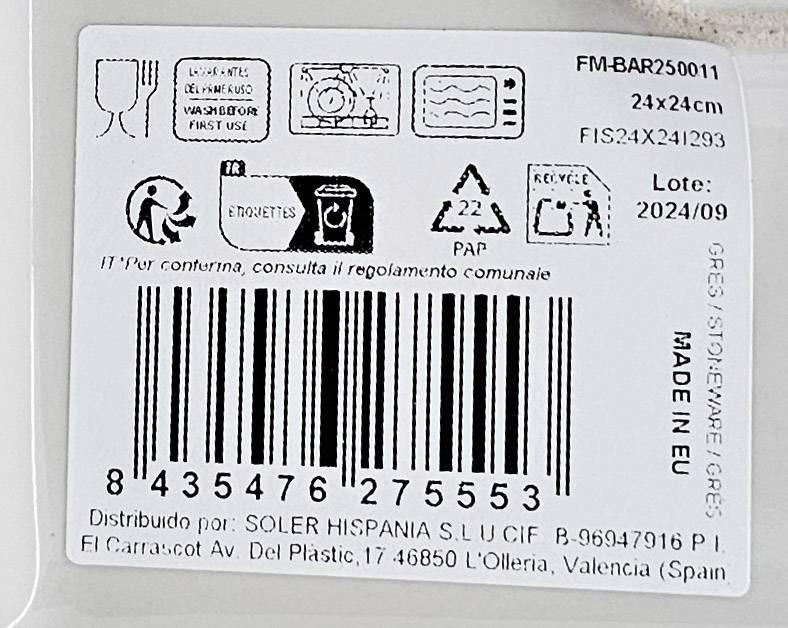 LAVAR ANTES
DEL PRIMER USO
WASH BEFORE
FIRST USE
FM-BAR250011
24x24cm
FIS24X241293
FR
ETIQUETTES
22
PAP
RECYCLE
Lote:
2024/09
IT*Per conferma, consulta il regolamento comunale
GRES / STONEWARE / GRES
MADE IN EU
8 435476 275553
Distribuido por: SOLER HISPANIA S.L.U CIF. B-96947916 P.I.
El Carrascot Av. Del Plàstic,17 46850 L'Olleria, Valencia (Spain